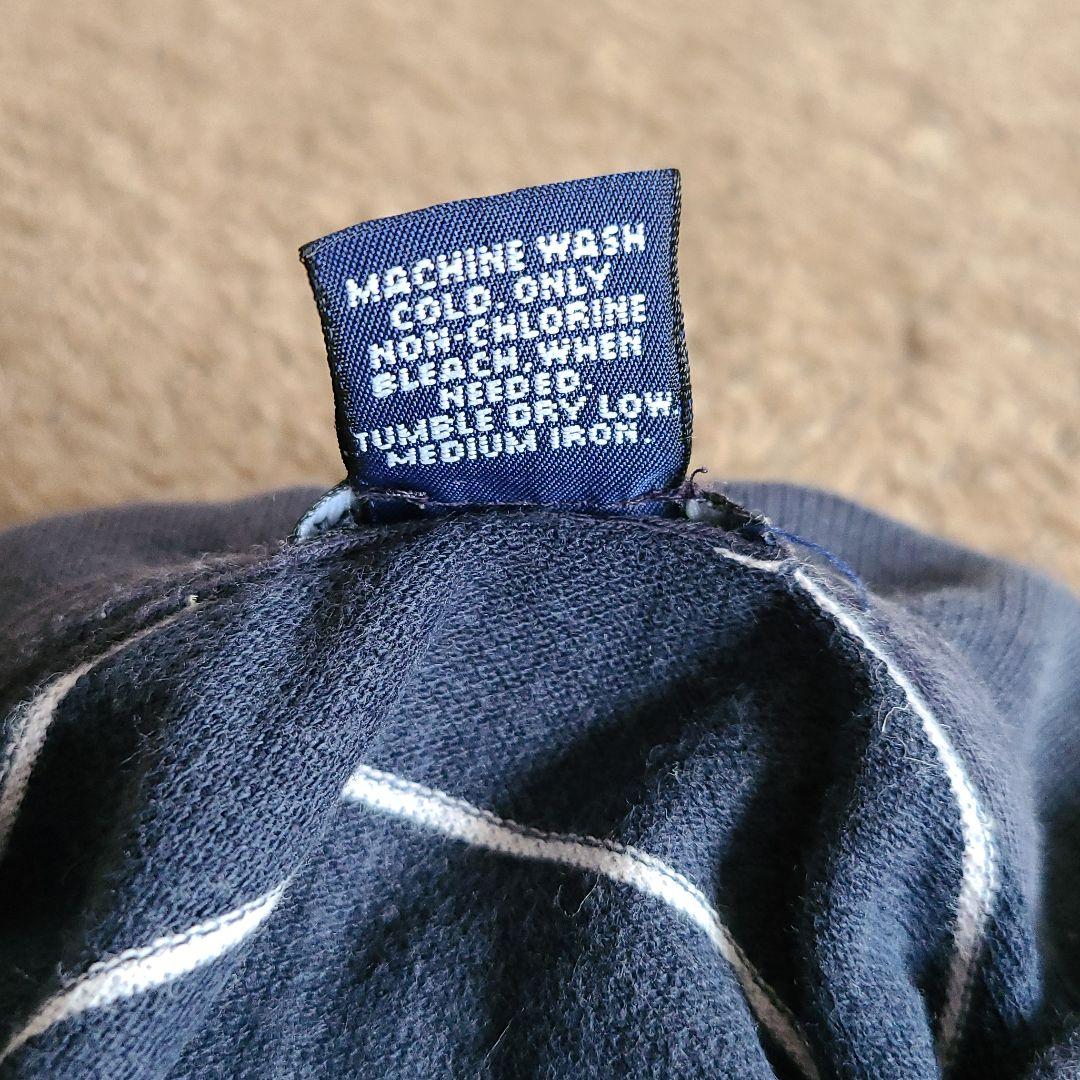 MACHINE WASH
COLD. ONLY
NON-CHLORINE
BLEACH, WHEN
NEEDED.
TUMBLE DRY LOW.
MEDIUM IRON.